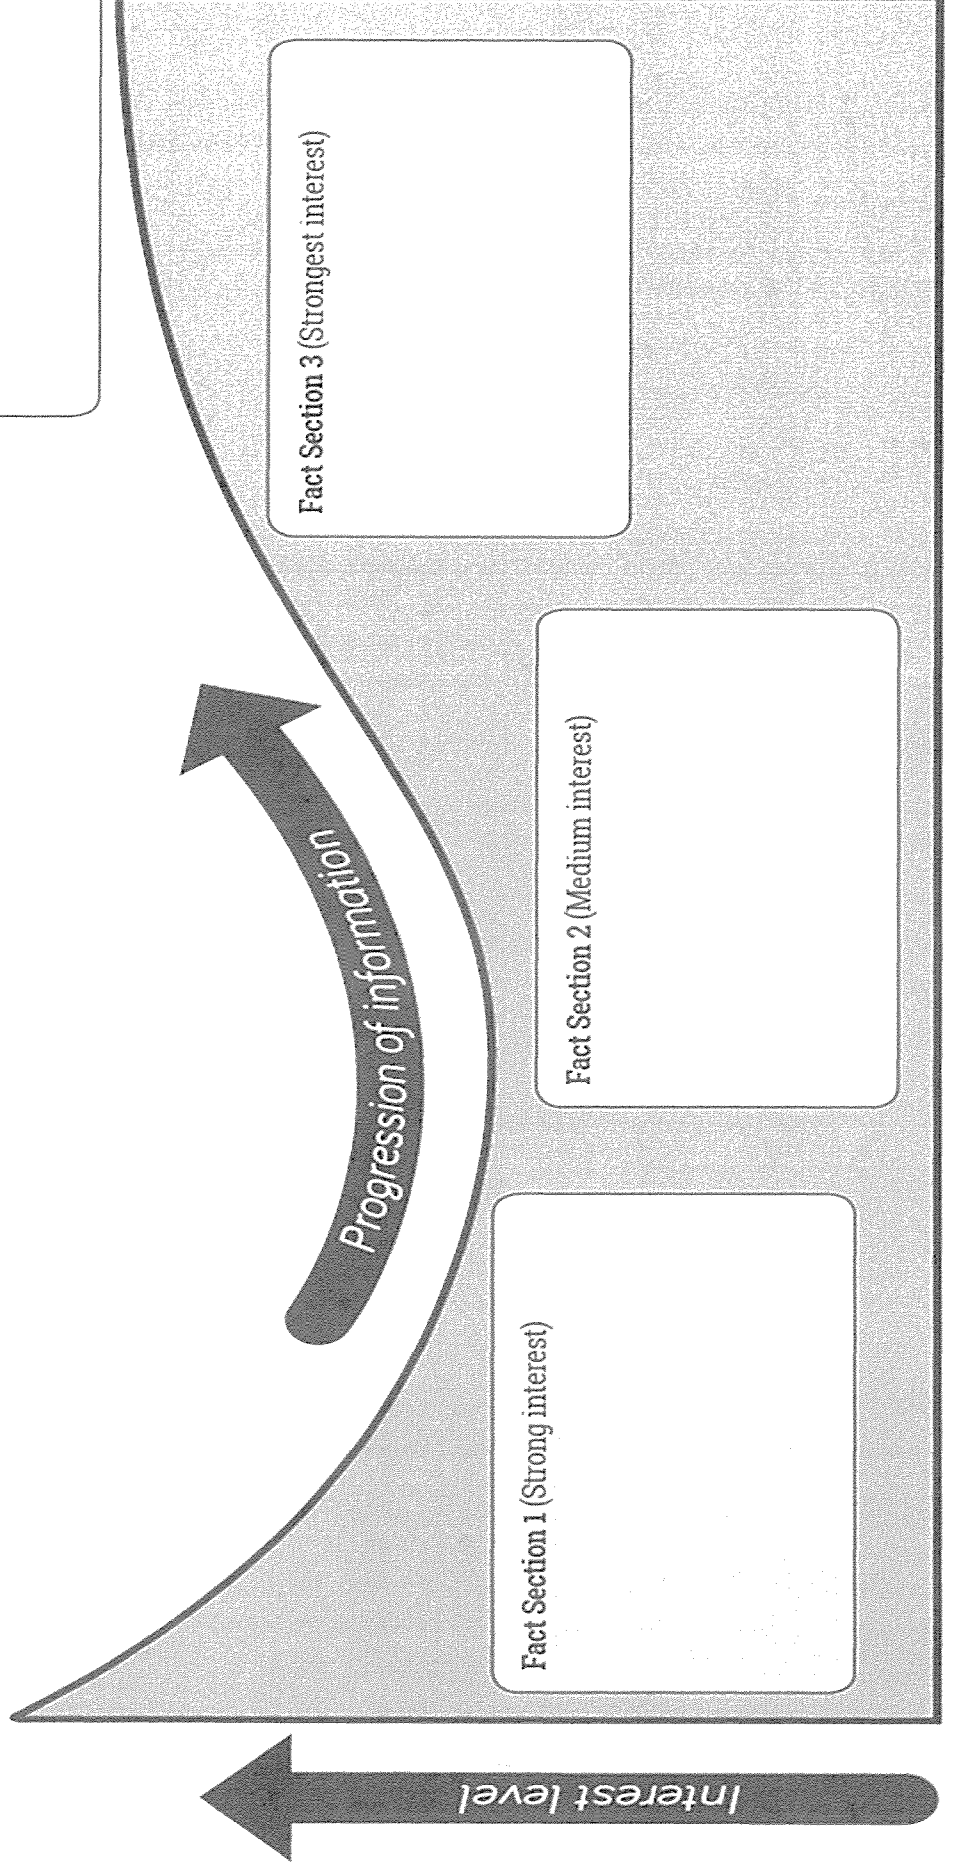 Interest level
Progression of information
Fact Section 1 (Strong interest)
Fact Section 2 (Medium interest)
Fact Section 3 (Strongest interest)